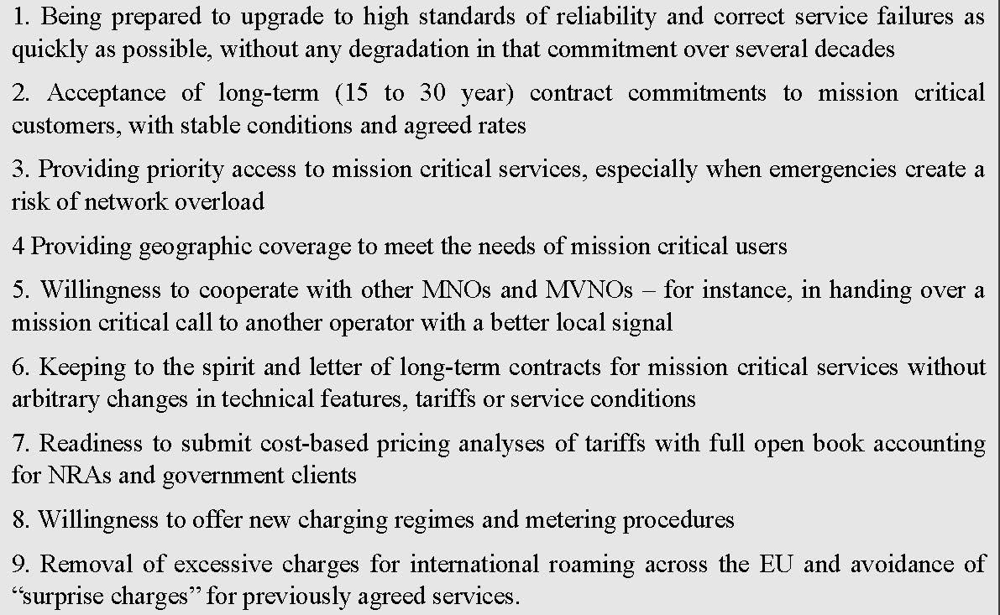 1. Being prepared to upgrade to high standards of reliability and correct service failures as
quickly as possible, without any degradation in that commitment over several decades
2. Acceptance of long-term (15 to 30 year) contract commitments to mission critical
customers, with stable conditions and agreed rates
3. Providing priority access to mission critical services, especially when emergencies create a
risk of network overload
4 Providing geographic coverage to meet the needs of mission critical users
5. Willingness to cooperate with other MNOs and MVNOs – for instance, in handing over a
mission critical call to another operator with a better local signal
6. Keeping to the spirit and letter of long-term contracts for mission critical services without
arbitrary changes in technical features, tariffs or service conditions
7. Readiness to submit cost-based pricing analyses of tariffs with full open book accounting
for NRAs and government clients
8. Willingness to offer new charging regimes and metering procedures
9. Removal of excessive charges for international roaming across the EU and avoidance of
“surprise charges” for previously agreed services.